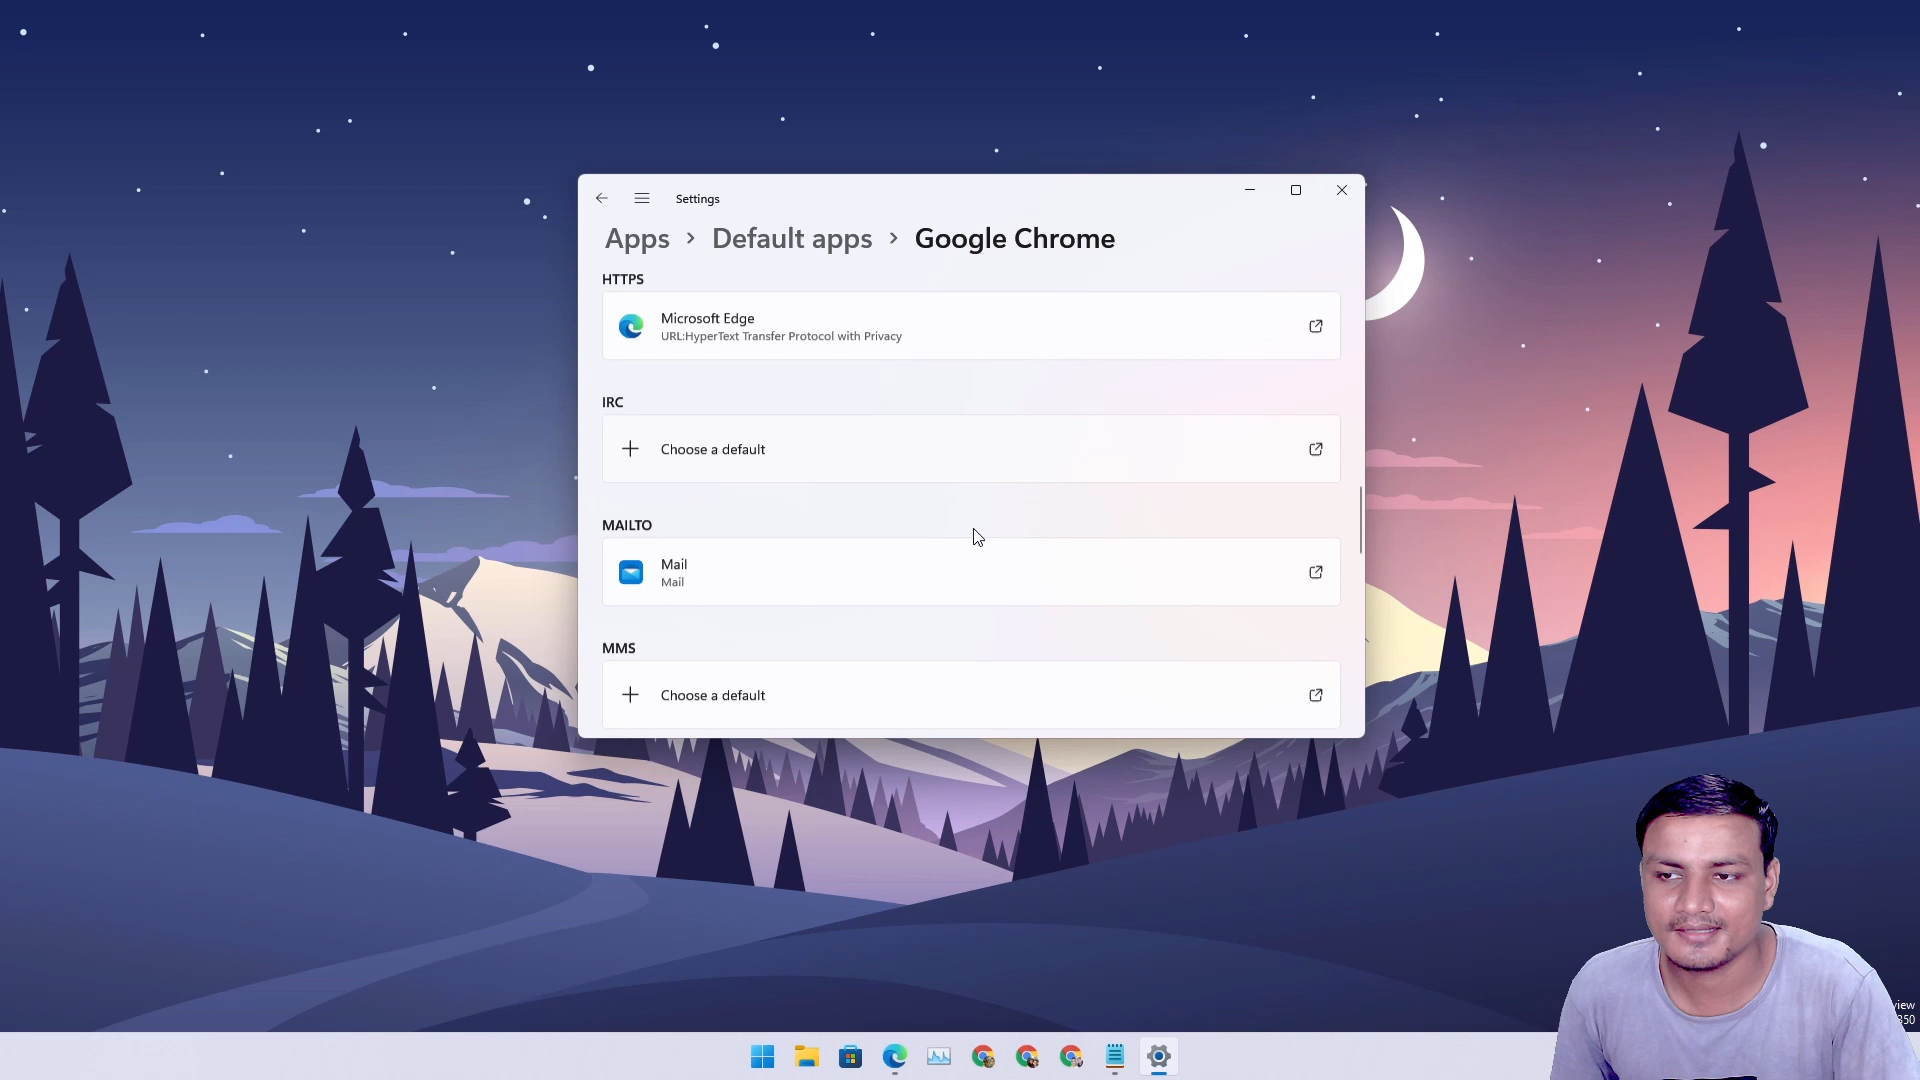 Settings
Apps > Default apps > Google Chrome
HTTPS
Microsoft Edge
URL:HyperText Transfer Protocol with Privacy
IRC
Choose a default
MAILTO
Mail
Mail
MMS
Choose a default